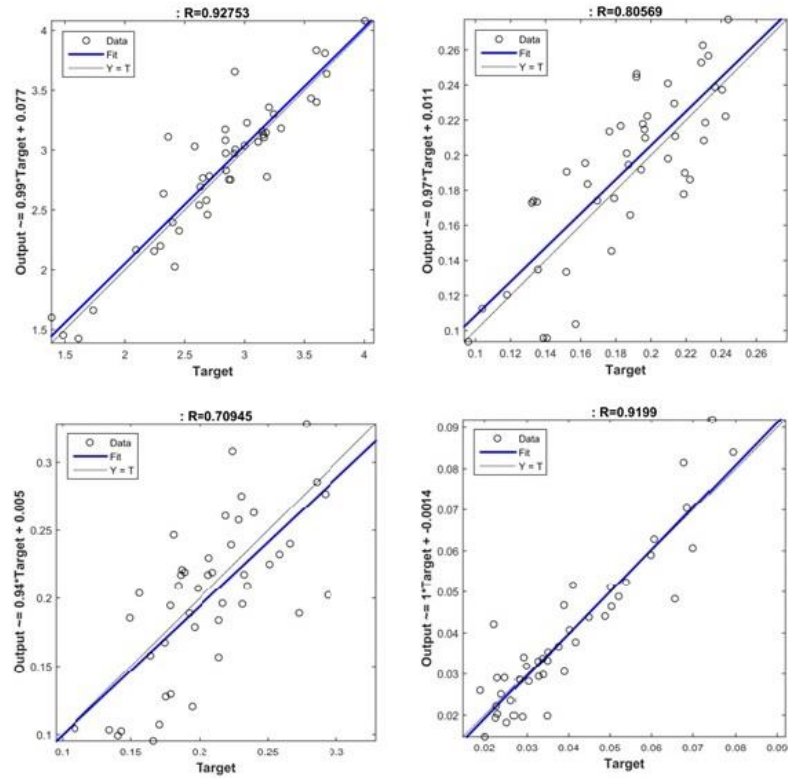 : R=0.92753
Output ~= 0.99*Target + 0.077
4
3.5
3
2.5
2
1.5
Data
Fit
Y = T
1.5 2 2.5 3 3.5 4
Target
: R=0.80569
Output ~= 0.97*Target + 0.011
0.26
0.24
0.22
0.2
0.18
0.16
0.14
0.12
0.1
Data
Fit
Y = T
0.1 0.12 0.14 0.16 0.18 0.2 0.22 0.24 0.26
Target
: R=0.70945
Output ~= 0.94*Target + 0.005
0.3
0.25
0.2
0.15
0.1
Data
Fit
Y = T
0.1 0.15 0.2 0.25 0.3
Target
: R=0.9199
Output ~= 1*Target + -0.0014
0.09
0.08
0.07
0.06
0.05
0.04
0.03
0.02
Data
Fit
Y = T
0.02 0.03 0.04 0.05 0.06 0.07 0.08 0.09
Target